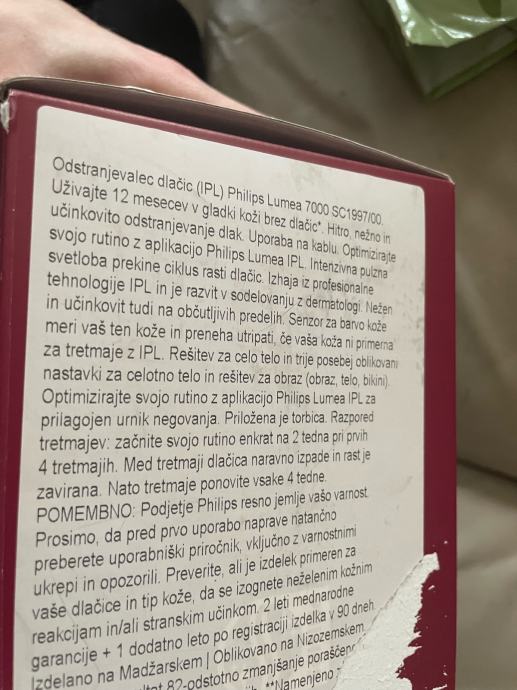 Odstranjevalec dlačic (IPL) Philips Lumea 7000 SC1997/00.
Uživajte 12 mesecev v gladki koži brez dlačic*. Hitro, nežno in
učinkovito odstranjevanje dlak. Uporaba na kablu. Optimizirajte
svojo rutino z aplikacijo Philips Lumea IPL. Intenzivna pulzna
svetloba prekine ciklus rasti dlačic. Izhaja iz profesionalne
tehnologije IPL in je razvit v sodelovanju z dermatologi. Nežen
in učinkovit tudi na občutljivih predelih. Senzor za barvo kože
meri vaš ten kože in preneha utripati, če vaša koža ni primerna
za tretmaje z IPL. Rešitev za celo telo in trije posebej oblikovani
nastavki za celotno telo in rešitev za obraz (obraz, telo, bikini).
Optimizirajte svojo rutino z aplikacijo Philips Lumea IPL za
prilagojen urnik negovanja. Priložena je torbica. Razpored
tretmajev: začnite svojo rutino enkrat na 2 tedna pri prvih
4 tretmajih. Med tretmaji dlačica naravno izpade in rast je
zavirana. Nato tretmaje ponovite vsake 4 tedne.
POMEMBNO: Podjetje Philips resno jemlje vašo varnost.
Prosimo, da pred prvo uporabo naprave natančno
preberete uporabniški priročnik, vključno z varnostnimi
ukrepi in opozorili. Preverite, ali je izdelek primeren za
vaše dlačice in tip kože, da se izognete neželenim kožnim
reakcijam in/ali stranskim učinkom. 2 leti mednarodne
garancije + 1 dodatno leto po registraciji izdelka v 90 dneh.
Izdelano na Madžarskem | Oblikovano na Nizozemskem
82-odstotno zmanjšanje
**Namenjeno